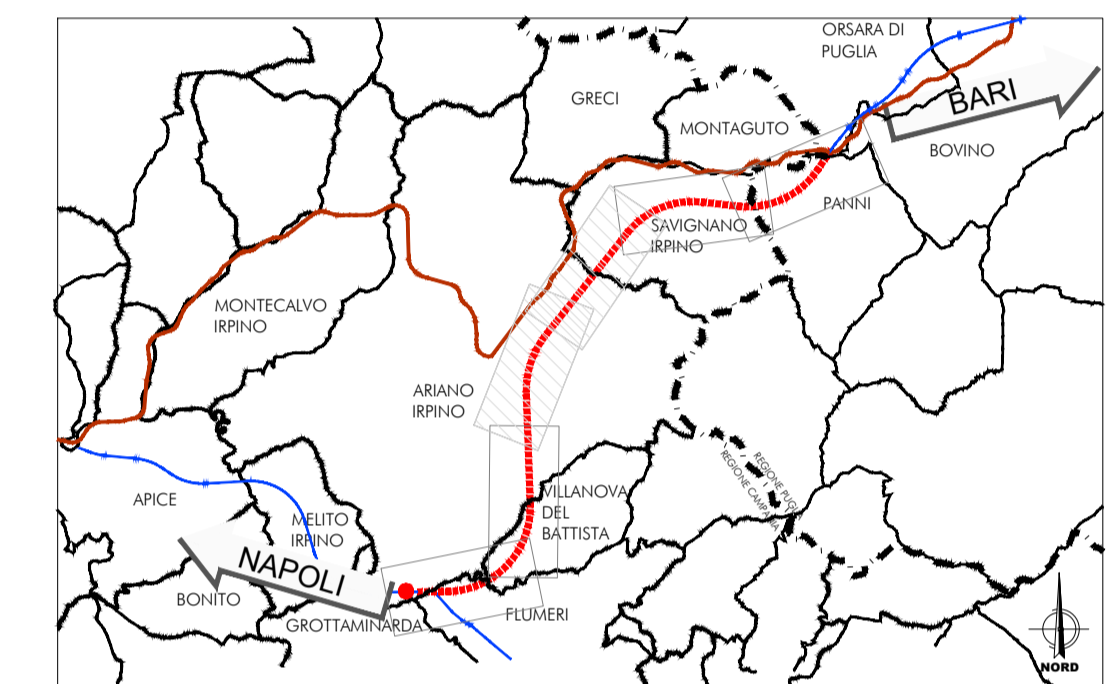 ORSARA DI
PUGLIA
GRECI
BARI
MONTAGUTO
BOVINO
PANNI
SAVIGNANO
IRPINO
MONTECALVO
IRPINO
ARIANO
IRPINO
REGIONE PUGLIA
REGIONE CAMPANIA
APICE
VILLANOVA
DEL
BATTISTA
MELITO
IRPINO
NAPOLI
BONITO
GROTTAMINARDA
FLUMERI
NORD